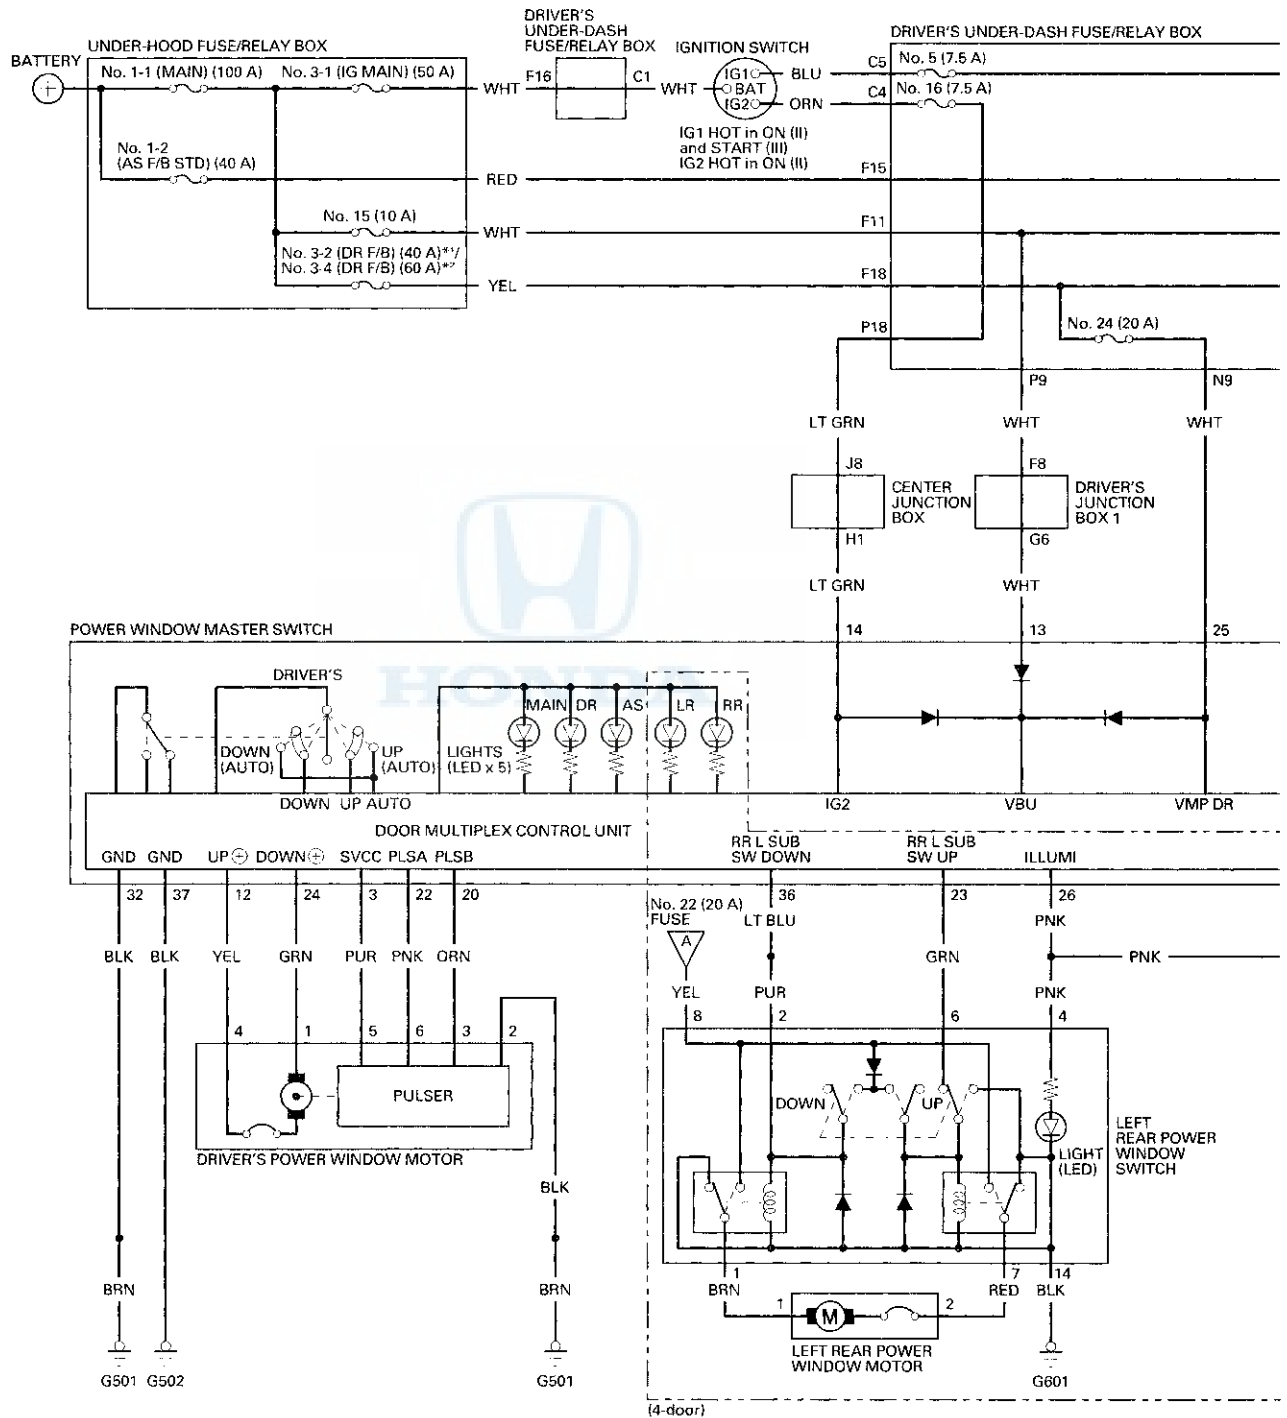 DRIVER'S
UNDER-DASH
FUSE/RELAY BOX
UNDER-HOOD FUSE/RELAY BOX
IGNITION SWITCH
DRIVER'S UNDER-DASH FUSE/RELAY BOX
BATTERY
No. 1-1 (MAIN) (100 A)
No. 3-1 (IG MAIN) (50 A)
F16
C1
WHT
WHT
IG1
BAT
IG2
BLU
ORN
C5
No. 5 (7.5 A)
C4
No. 16 (7.5 A)
IG1 HOT in ON (II)
and START (III)
IG2 HOT in ON (II)
No. 1-2
(AS F/B STD) (40 A)
RED
F15
No. 15 (10 A)
WHT
F11
No. 3-2 (DR F/B) (40 A)*1/
No. 3-4 (DR F/B) (60 A)*2
YEL
F18
P18
No. 24 (20 A)
P9
N9
LT GRN
WHT
WHT
J8
F8
CENTER
JUNCTION
BOX
DRIVER'S
JUNCTION
BOX 1
H1
G6
HONDA
LT GRN
WHT
POWER WINDOW MASTER SWITCH
14
13
25
DRIVER'S
DOWN
(AUTO)
UP
(AUTO)
LIGHTS
(LED x 5)
MAIN
DR
AS
LR
RR
DOWN
UP
AUTO
IG2
VBU
VMP DR
DOOR MULTIPLEX CONTROL UNIT
RR L SUB
SW DOWN
RR L SUB
SW UP
ILLUMI
GND
GND
UP +
DOWN +
SVCC
PLSA
PLSB
32
37
12
24
3
22
20
36
23
26
No. 22 (20 A)
FUSE
A
LT BLU
PNK
BLK
BLK
YEL
GRN
PUR
PNK
ORN
GRN
PNK
YEL
PUR
PNK
4
1
5
6
3
2
8
2
6
4
PULSER
DOWN
UP
DRIVER'S POWER WINDOW MOTOR
LIGHT
(LED)
LEFT
REAR POWER
WINDOW
SWITCH
BLK
BRN
BRN
1
7
14
BRN
RED
BLK
1
M
2
LEFT REAR POWER
WINDOW MOTOR
G501
G502
G501
G601
(4-door)